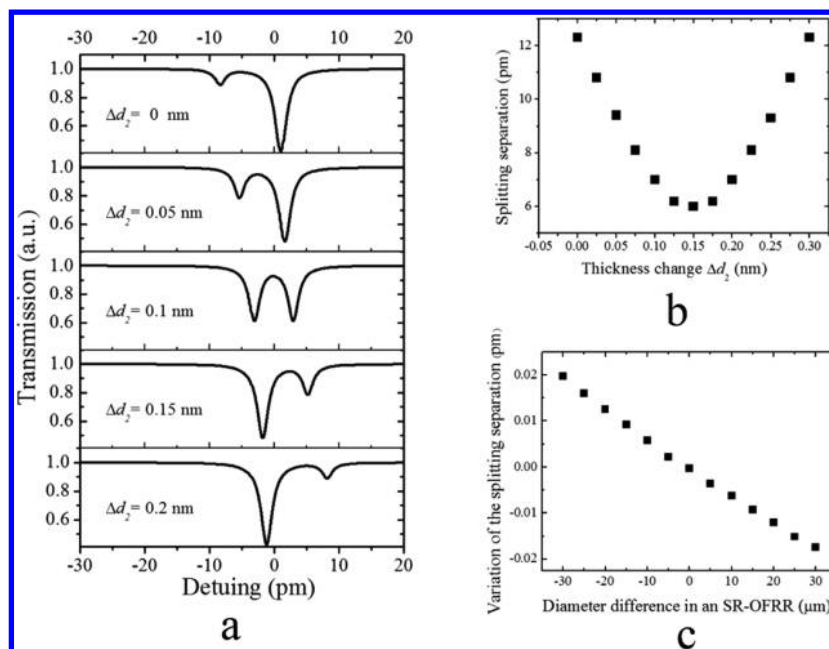 -30 -20 -10 0 10 20
1.0
0.8
0.6
Δd2= 0 nm
1.0
0.8
0.6
Δd2= 0.05 nm
1.0
0.8
0.6
Δd2= 0.1 nm
1.0
0.8
0.6
Δd2= 0.15 nm
1.0
0.8
0.6
Δd2= 0.2 nm
-30 -20 -10 0 10 20
Transmission (a.u.)
Detuing (pm)
a
12
10
8
6
Splitting separation (pm)
-0.05 0.00 0.05 0.10 0.15 0.20 0.25 0.30
Thickness change Δd2 (nm)
b
0.02
0.01
0.00
-0.01
-0.02
Variation of the splitting separation (pm)
-30 -20 -10 0 10 20 30
Diameter difference in an SR-OFRR (μm)
c